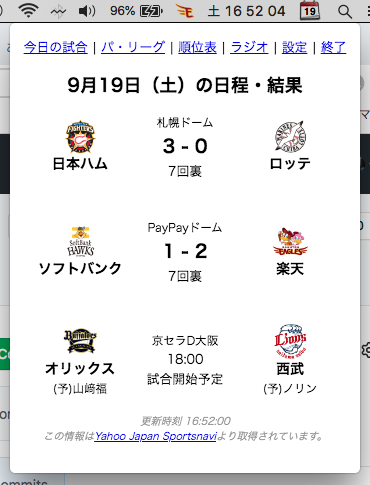 96% 土 16 52 04 19
今日の試合 | パ・リーグ | 順位表 | ラジオ | 設定 | 終了
9月19日（土）の日程・結果
札幌ドーム
日本ハム 3 - 0 ロッテ
7回裏
PayPayドーム
SoftBank HAWKS EAGLES
ソフトバンク 1 - 2 楽天
7回裏
Buffaloes Lions
京セラD大阪
オリックス 18:00 西武
試合開始予定
(予)山﨑福 (予)ノリン
更新時刻 16:52:00
この情報はYahoo Japan Sportsnaviより取得されています。
ommits